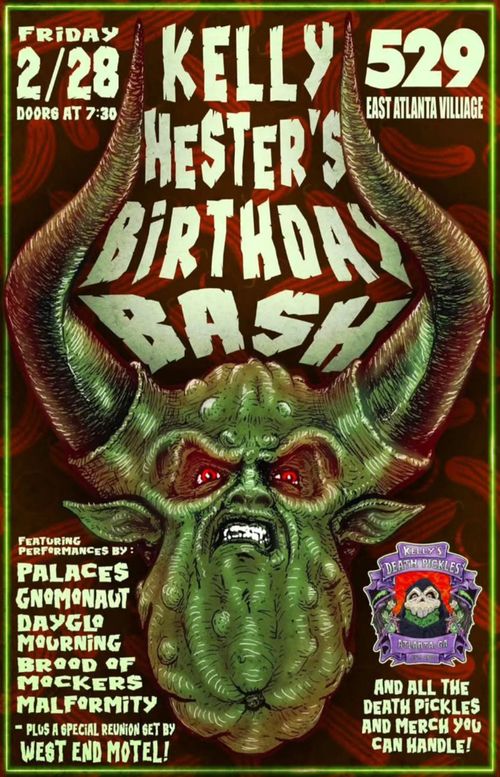 FRIDAY
2/28
DOORS AT 7:30
KELLY
HESTER'S
BIRTHDAY
BASH
529
EAST ATLANTA VILLIAGE
FEATURING
PERFORMANCES BY:
PALACES
GNOMONAUT
DAYGLO
MOURNING
BROOD OF
MOCKERS
MALFORMITY
- PLUS A SPECIAL REUNION SET BY
WEST END MOTEL!
KELLY'S
DEATH PICKLES
ATLANTA, GA
AND ALL THE
DEATH PICKLES
AND MERCH YOU
CAN HANDLE!